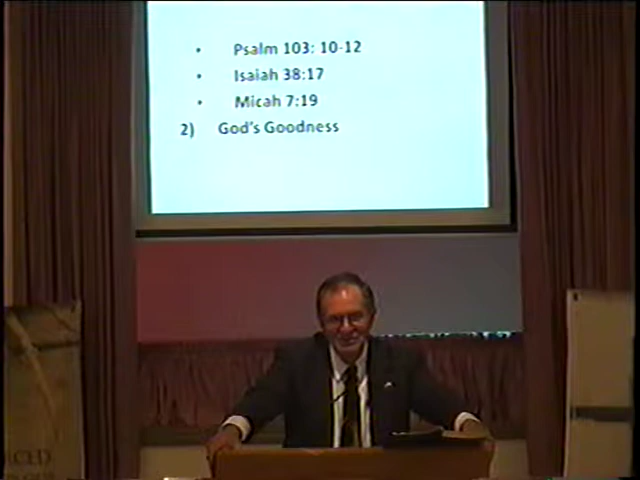 • Psalm 103: 10-12
• Isaiah 38:17
• Micah 7:19
2) God's Goodness